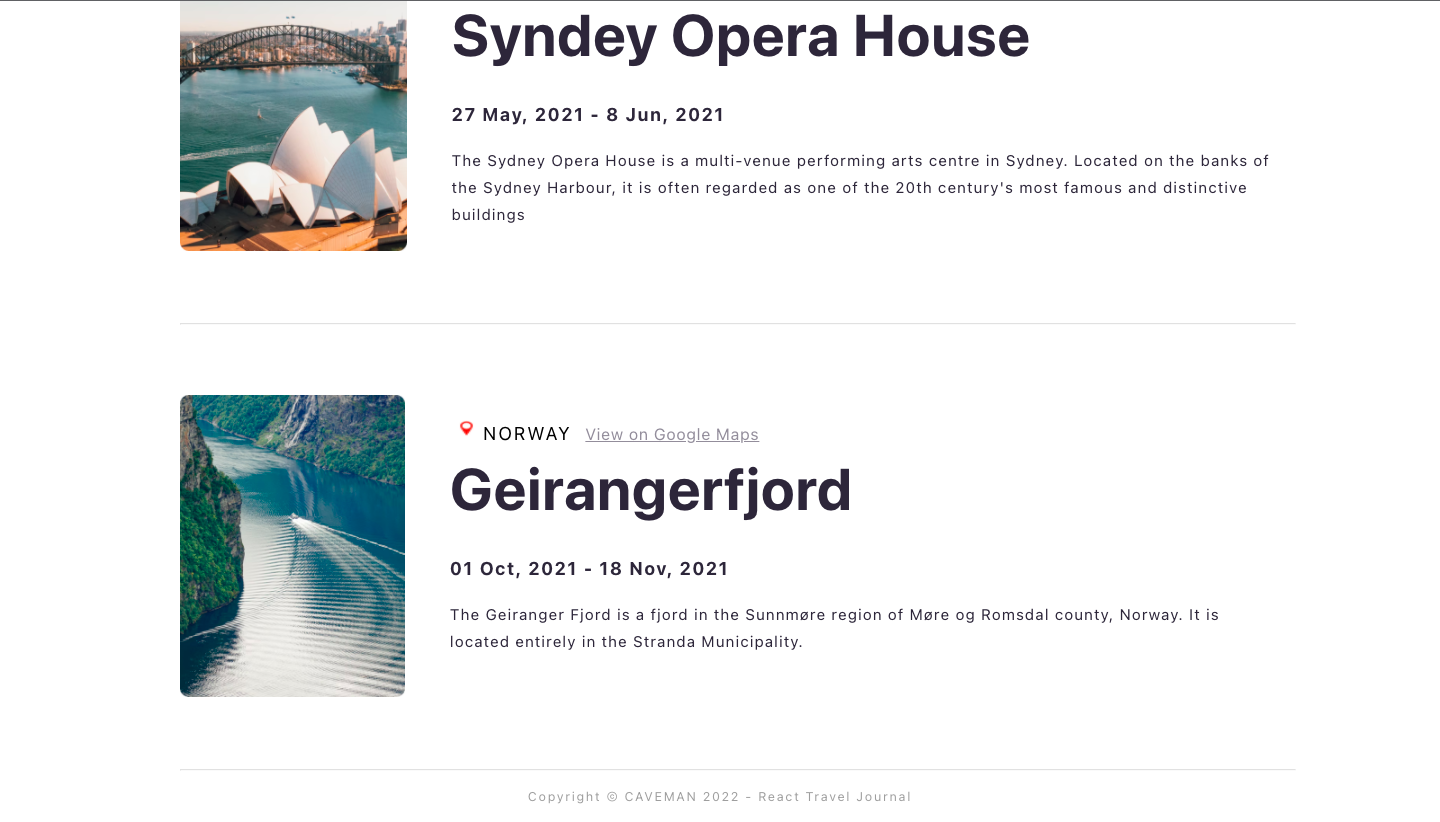 Syndey Opera House
27 May, 2021 - 8 Jun, 2021
The Sydney Opera House is a multi-venue performing arts centre in Sydney. Located on the banks of
the Sydney Harbour, it is often regarded as one of the 20th century's most famous and distinctive
buildings
NORWAY View on Google Maps
Geirangerfjord
01 Oct, 2021 - 18 Nov, 2021
The Geiranger Fjord is a fjord in the Sunnmøre region of Møre og Romsdal county, Norway. It is
located entirely in the Stranda Municipality.
Copyright © CAVEMAN 2022 - React Travel Journal